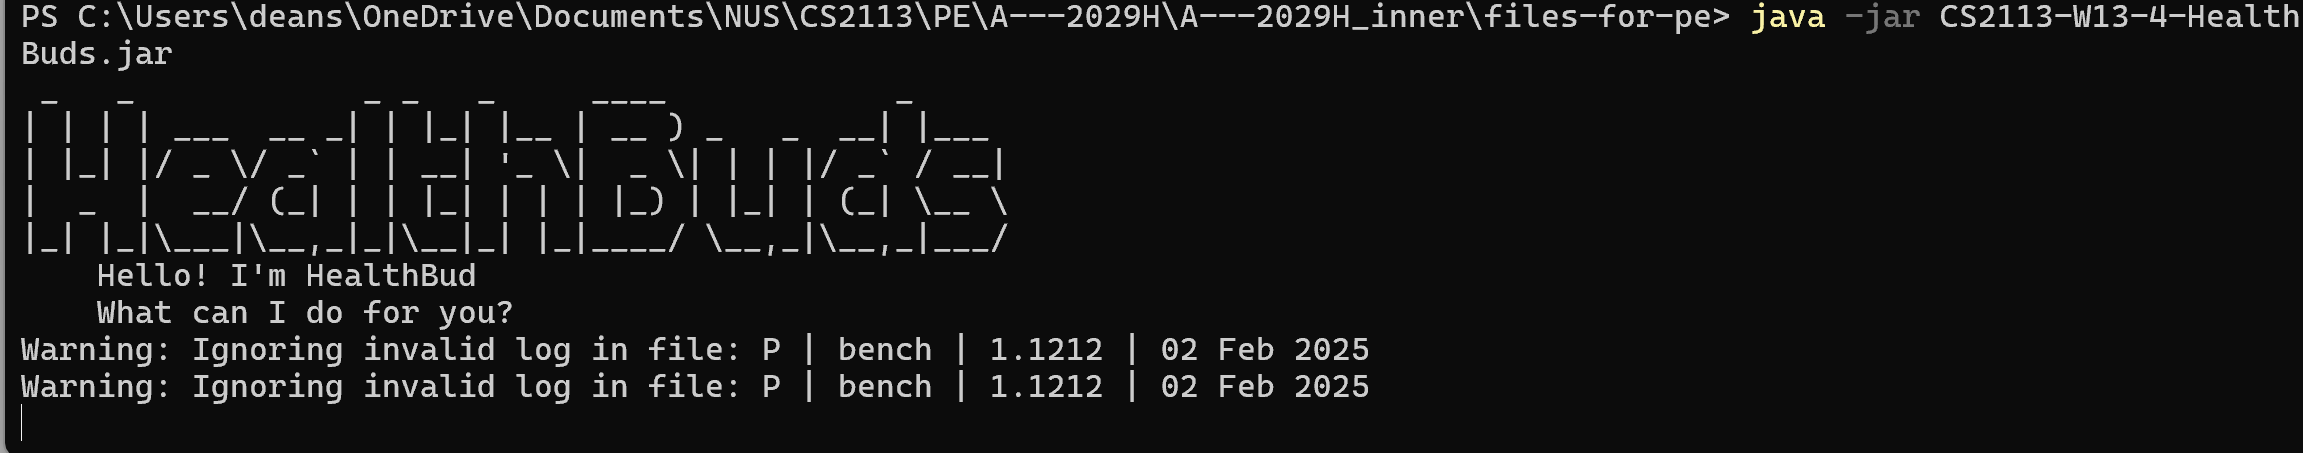 PS C:\Users\deans\OneDrive\Documents\NUS\CS2113\PE\A---2029H\A---2029H_inner\files-for-pe> java -jar CS2113-W13-4-Health
Buds.jar
HealthBuds
Hello! I'm HealthBud
What can I do for you?
Warning: Ignoring invalid log in file: P | bench | 1.1212 | 02 Feb 2025
Warning: Ignoring invalid log in file: P | bench | 1.1212 | 02 Feb 2025